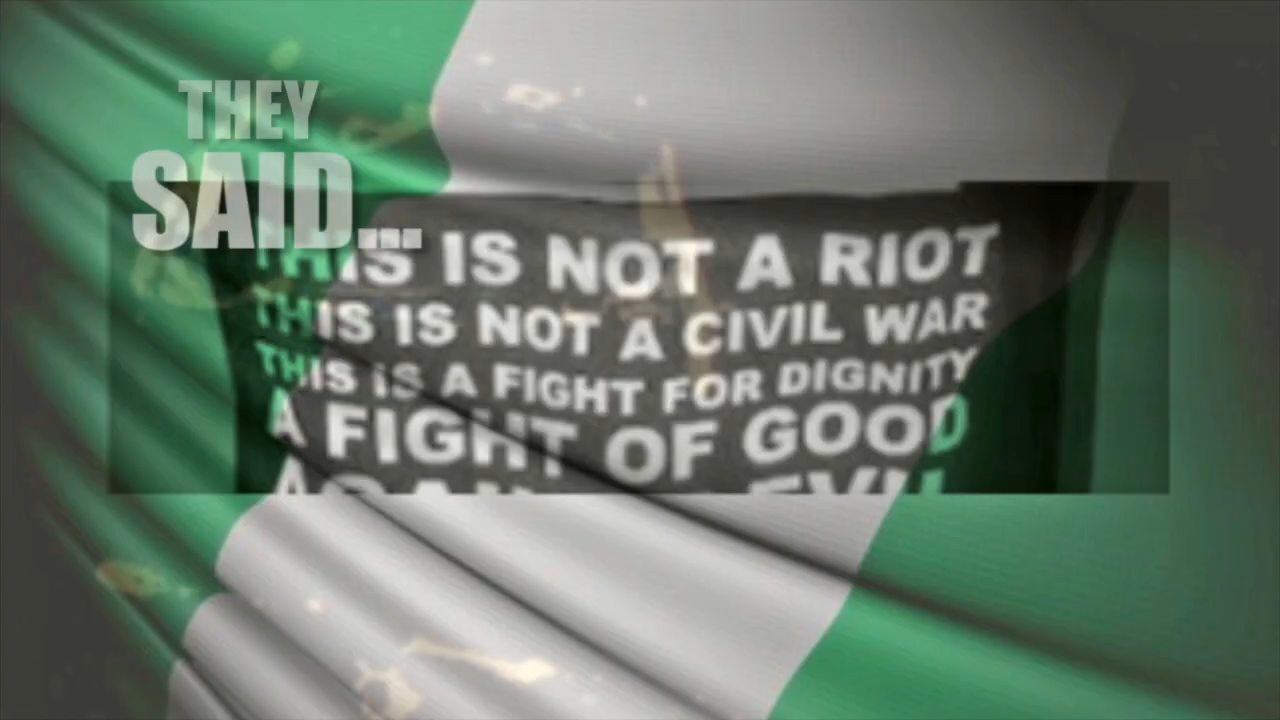 THEY
SAID...
THIS IS NOT A RIOT
THIS IS NOT A CIVIL WAR
THIS IS A FIGHT FOR DIGNITY
A FIGHT OF GOOD
EVIL